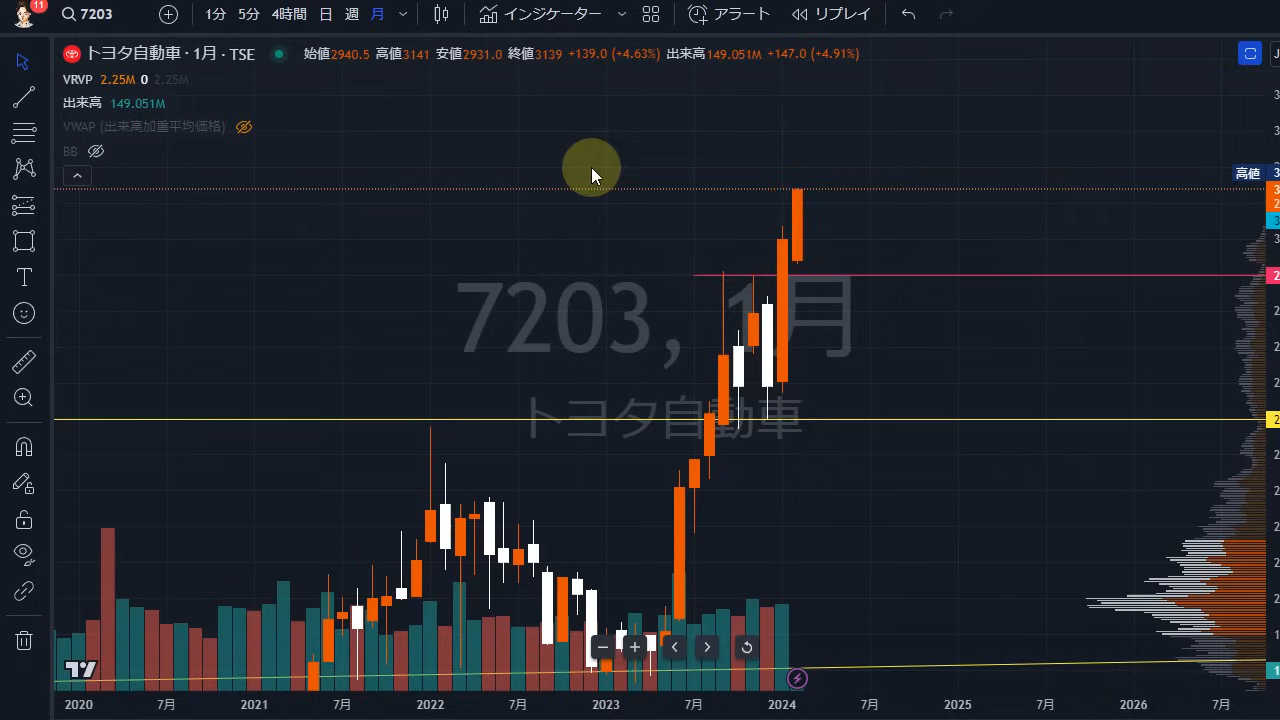 11
7203
1分 5分 4時間 日 週 月
インジケーター
アラート
リプレイ
トヨタ自動車 · 1月 · TSE
始値2940.5 高値3141 安値2931.0 終値3139 +139.0 (+4.63%) 出来高149.051M +147.0 (+4.91%)
VRVP 2.25M 0 2.25M
出来高 149.051M
VWAP (出来高加重平均価格)
BB
高値
7203, 1月
トヨタ自動車
2020 7月 2021 7月 2022 7月 2023 7月 2024 7月 2025 7月 2026 7月